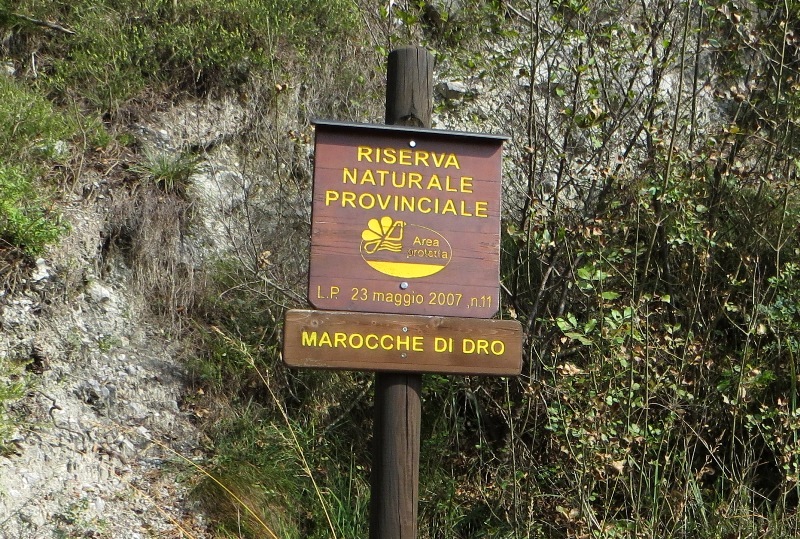 RISERVA
NATURALE
PROVINCIALE
Area
protetta
L.P. 23 maggio 2007 ,n.11
MAROCCHE DI DRO